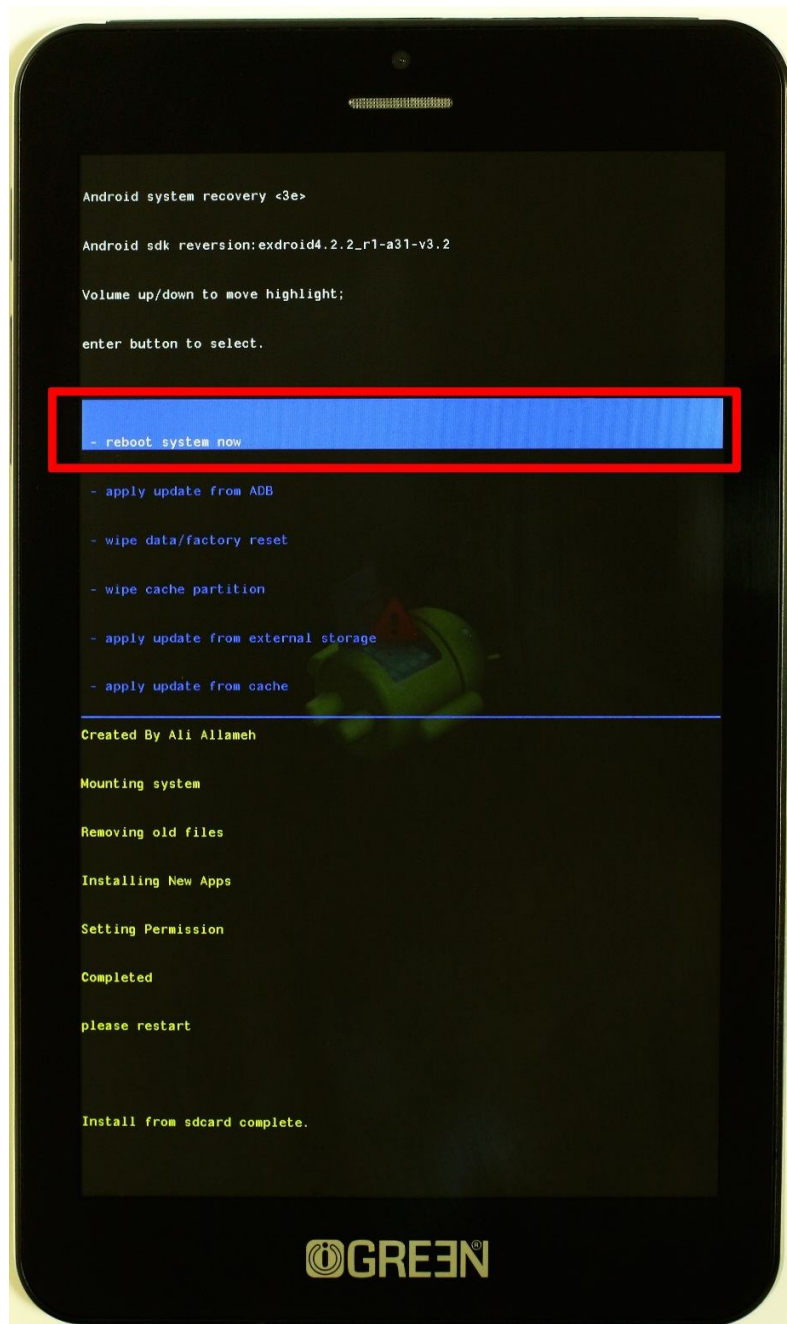 Android system recovery <3e>
Android sdk reversion:exdroid4.2.2_r1-a31-v3.2
Volume up/down to move highlight;
enter button to select.
- reboot system now
- apply update from ADB
- wipe data/factory reset
- wipe cache partition
- apply update from external storage
- apply update from cache
Created By Ali Allameh
Mounting system
Removing old files
Installing New Apps
Setting Permission
Completed
please restart
Install from sdcard complete.
iGREEN®